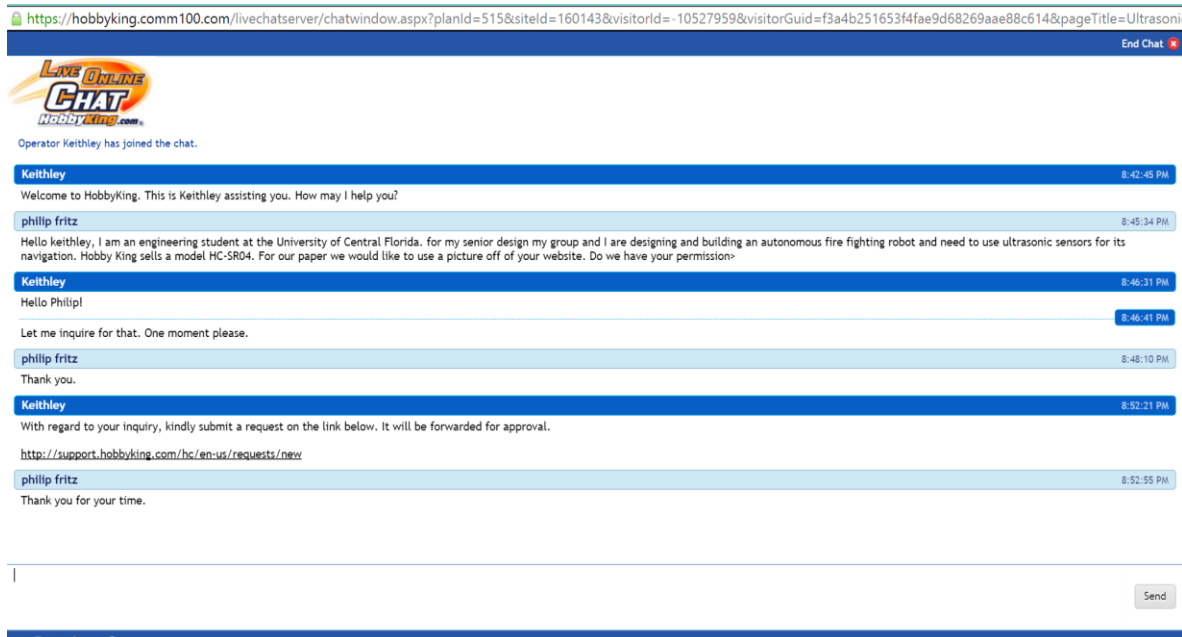 https://hobbyking.comm100.com/livechatserver/chatwindow.aspx?planId=515&siteId=160143&visitorId=-10527959&visitorGuid=f3a4b251653f4fae9d68269aae88c614&pageTitle=Ultrasoni
End Chat
LIVE ONLINE
CHAT
HobbyKing.com
Operator Keithley has joined the chat.
Keithley 8:42:45 PM
Welcome to HobbyKing. This is Keithley assisting you. How may I help you?
philip fritz 8:45:34 PM
Hello keithley, I am an engineering student at the University of Central Florida. for my senior design my group and I are designing and building an autonomous fire fighting robot and need to use ultrasonic sensors for its
navigation. Hobby King sells a model HC-SR04. For our paper we would like to use a picture off of your website. Do we have your permission>
Keithley 8:46:31 PM
Hello Philip!
8:46:41 PM
Let me inquire for that. One moment please.
philip fritz 8:48:10 PM
Thank you.
Keithley 8:52:21 PM
With regard to your inquiry, kindly submit a request on the link below. It will be forwarded for approval.
http://support.hobbyking.com/hc/en-us/requests/new
philip fritz 8:52:55 PM
Thank you for your time.
Send